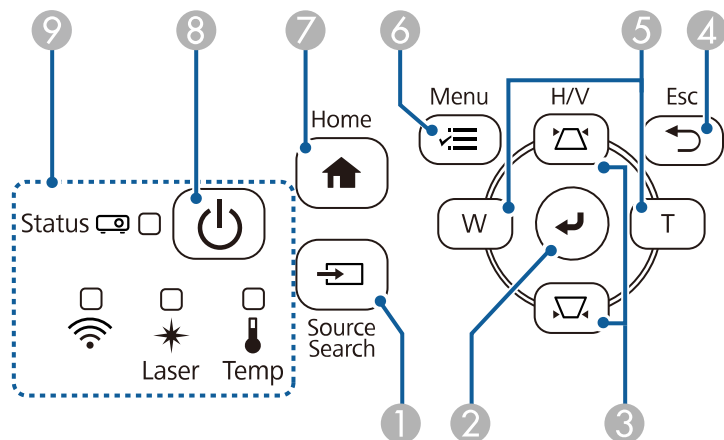 9 8 7 6 5 4
Menu H/V Esc
Home
Status
W T
Source
Search
Laser Temp
1 2 3